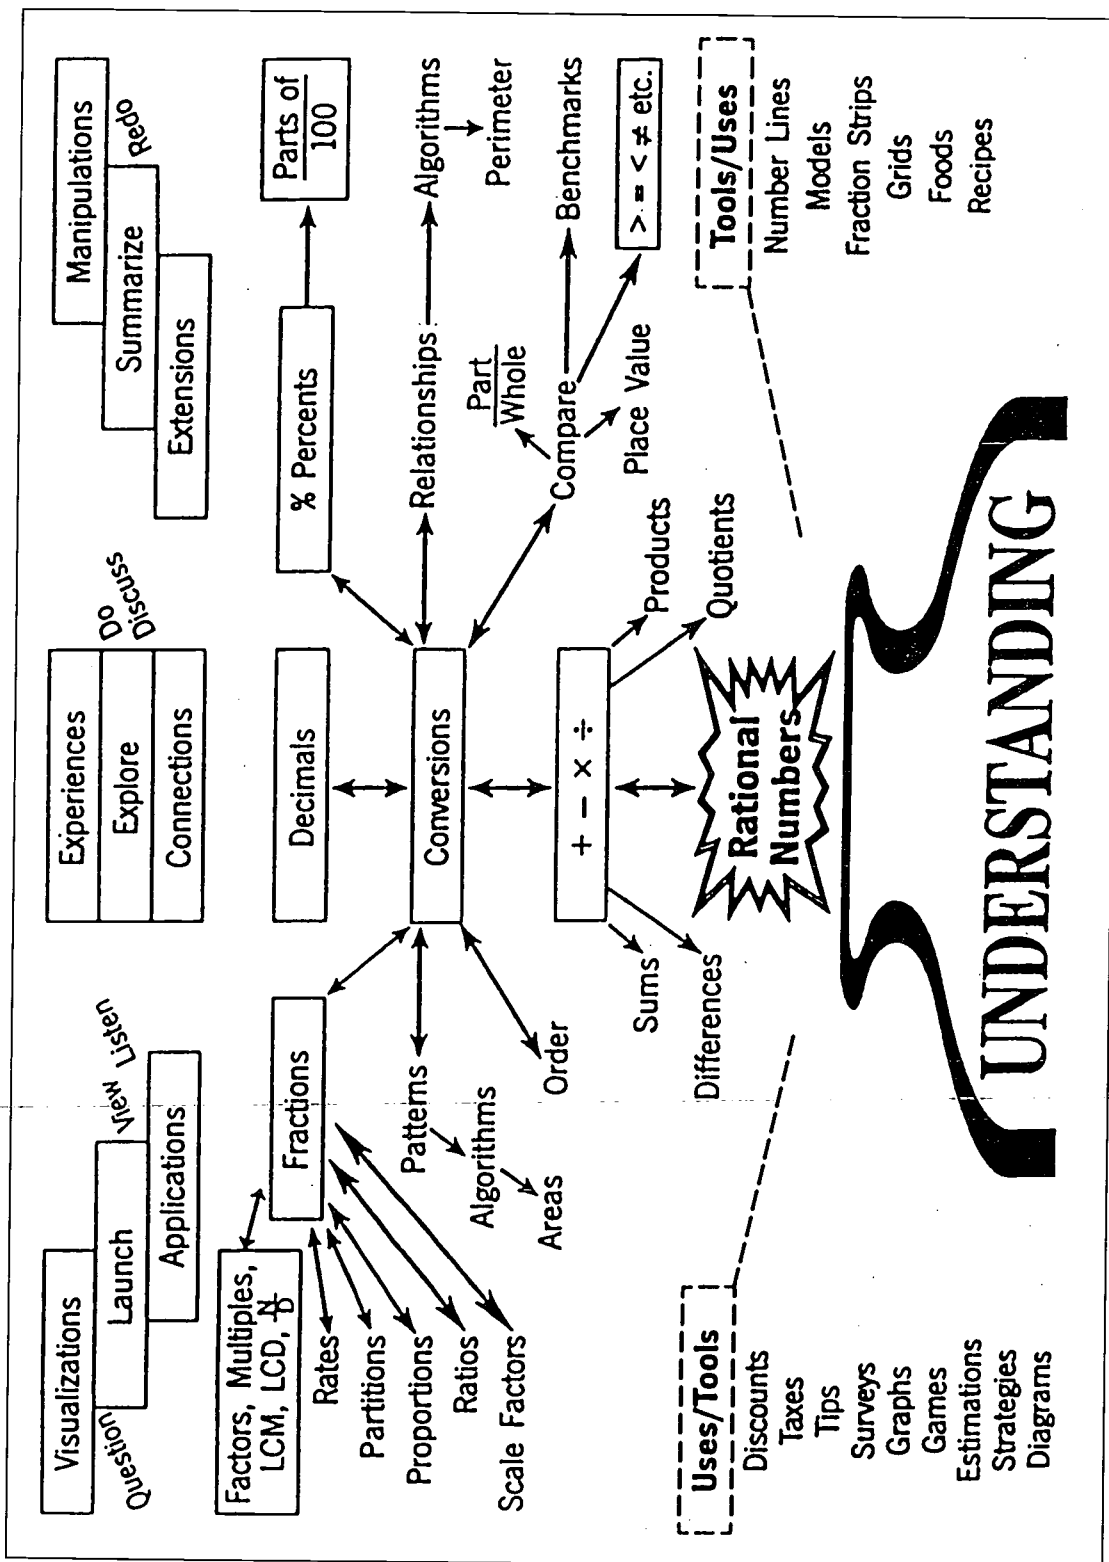 Visualizations
Question
Launch
View Listen
Applications
Experiences
Explore
Do
Discuss
Connections
Manipulations
Summarize
Redo
Extensions
Factors, Multiples,
LCM, LCD, N/D
Fractions
Decimals
% Percents
Parts of
100
Rates
Partitions
Proportions
Ratios
Scale Factors
Patterns
Algorithms
Areas
Order
Conversions
Relationships
Algorithms
Perimeter
Part
Whole
Compare
Benchmarks
Place Value
> = < ≠ etc.
+ − × ÷
Sums
Differences
Products
Quotients
Rational
Numbers
Uses/Tools
Discounts
Taxes
Tips
Surveys
Graphs
Games
Estimations
Strategies
Diagrams
Tools/Uses
Number Lines
Models
Fraction Strips
Grids
Foods
Recipes
UNDERSTANDING